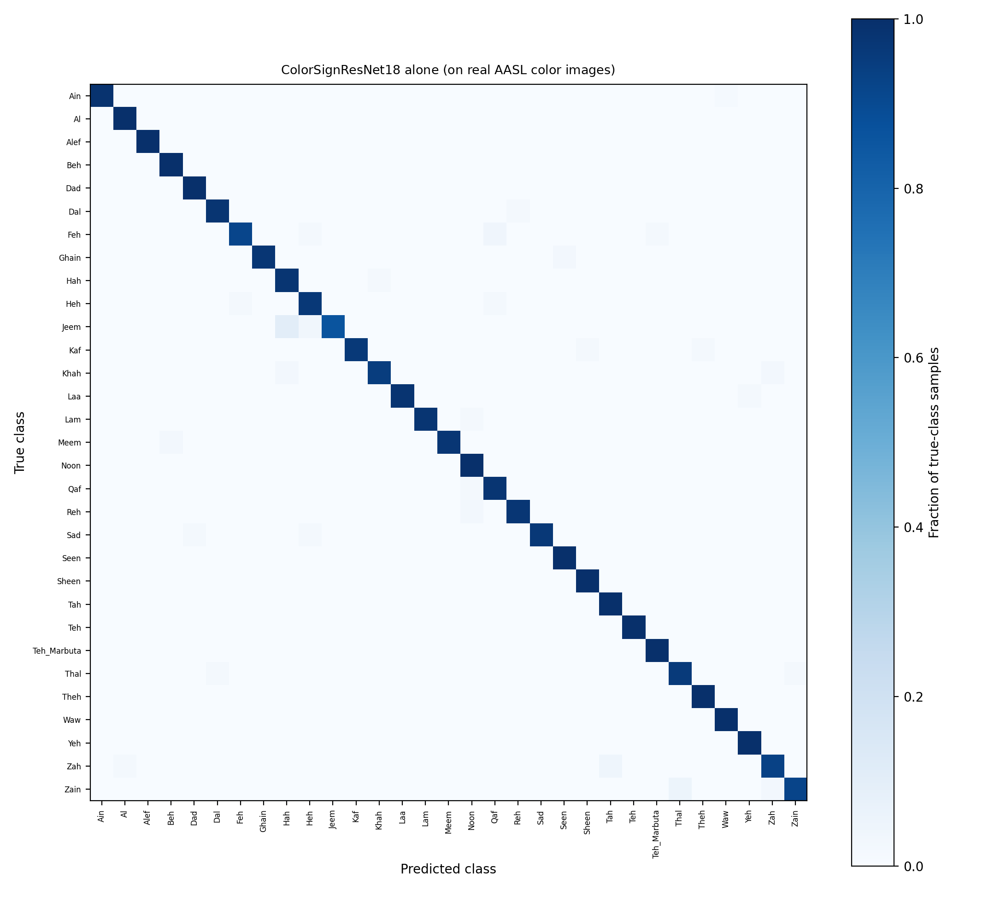 ColorSignResNet18 alone (on real AASL color images)
True class
Ain
Al
Alef
Beh
Dad
Dal
Feh
Ghain
Hah
Heh
Jeem
Kaf
Khah
Laa
Lam
Meem
Noon
Qaf
Reh
Sad
Seen
Sheen
Tah
Teh
Teh_Marbuta
Thal
Theh
Waw
Yeh
Zah
Zain
Ain Al Alef Beh Dad Dal Feh Ghain Hah Heh Jeem Kaf Khah Laa Lam Meem Noon Qaf Reh Sad Seen Sheen Tah Teh Teh_Marbuta Thal Theh Waw Yeh Zah Zain
Predicted class
1.0
0.8
0.6
0.4
0.2
0.0
Fraction of true-class samples